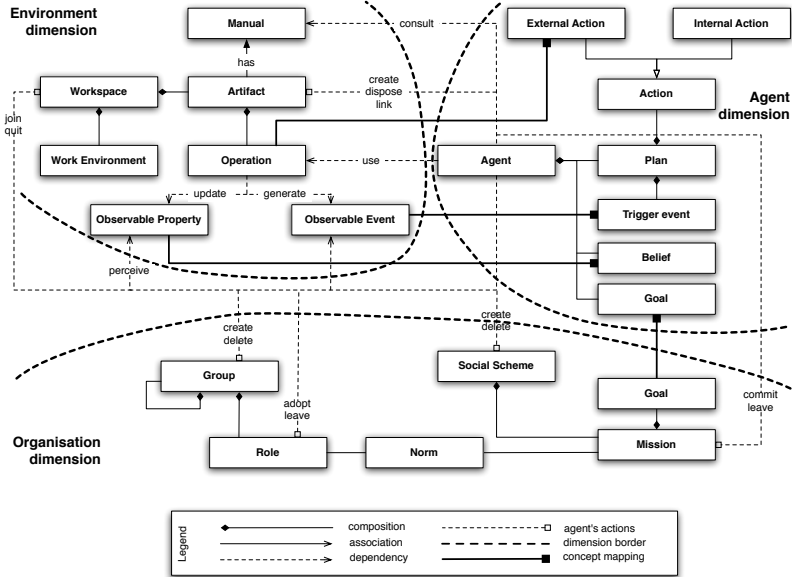 Environment
dimension
Manual
consult
External Action
Internal Action
has
Workspace
Artifact
create
dispose
link
Action
Agent
dimension
join
quit
Work Environment
Operation
use
Agent
Plan
update
generate
Observable Property
Observable Event
Trigger event
perceive
Belief
Goal
create
delete
create
delete
Group
Social Scheme
adopt
leave
Goal
commit
leave
Organisation
dimension
Role
Norm
Mission
Legend
composition
agent's actions
association
dimension border
dependency
concept mapping